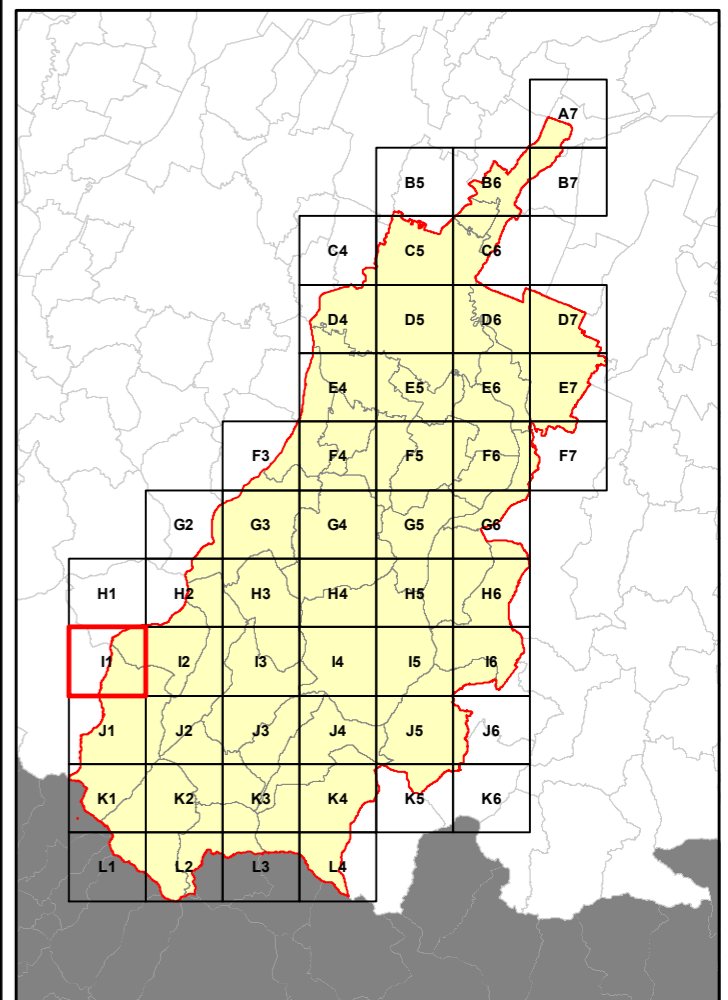 A7
B5 B6 B7
C4 C5 C6
D4 D5 D6 D7
E4 E5 E6 E7
F3 F4 F5 F6 F7
G2 G3 G4 G5 G6
H1 H2 H3 H4 H5 H6
I1 I2 I3 I4 I5 I6
J1 J2 J3 J4 J5 J6
K1 K2 K3 K4 K5 K6
L1 L2 L3 L4